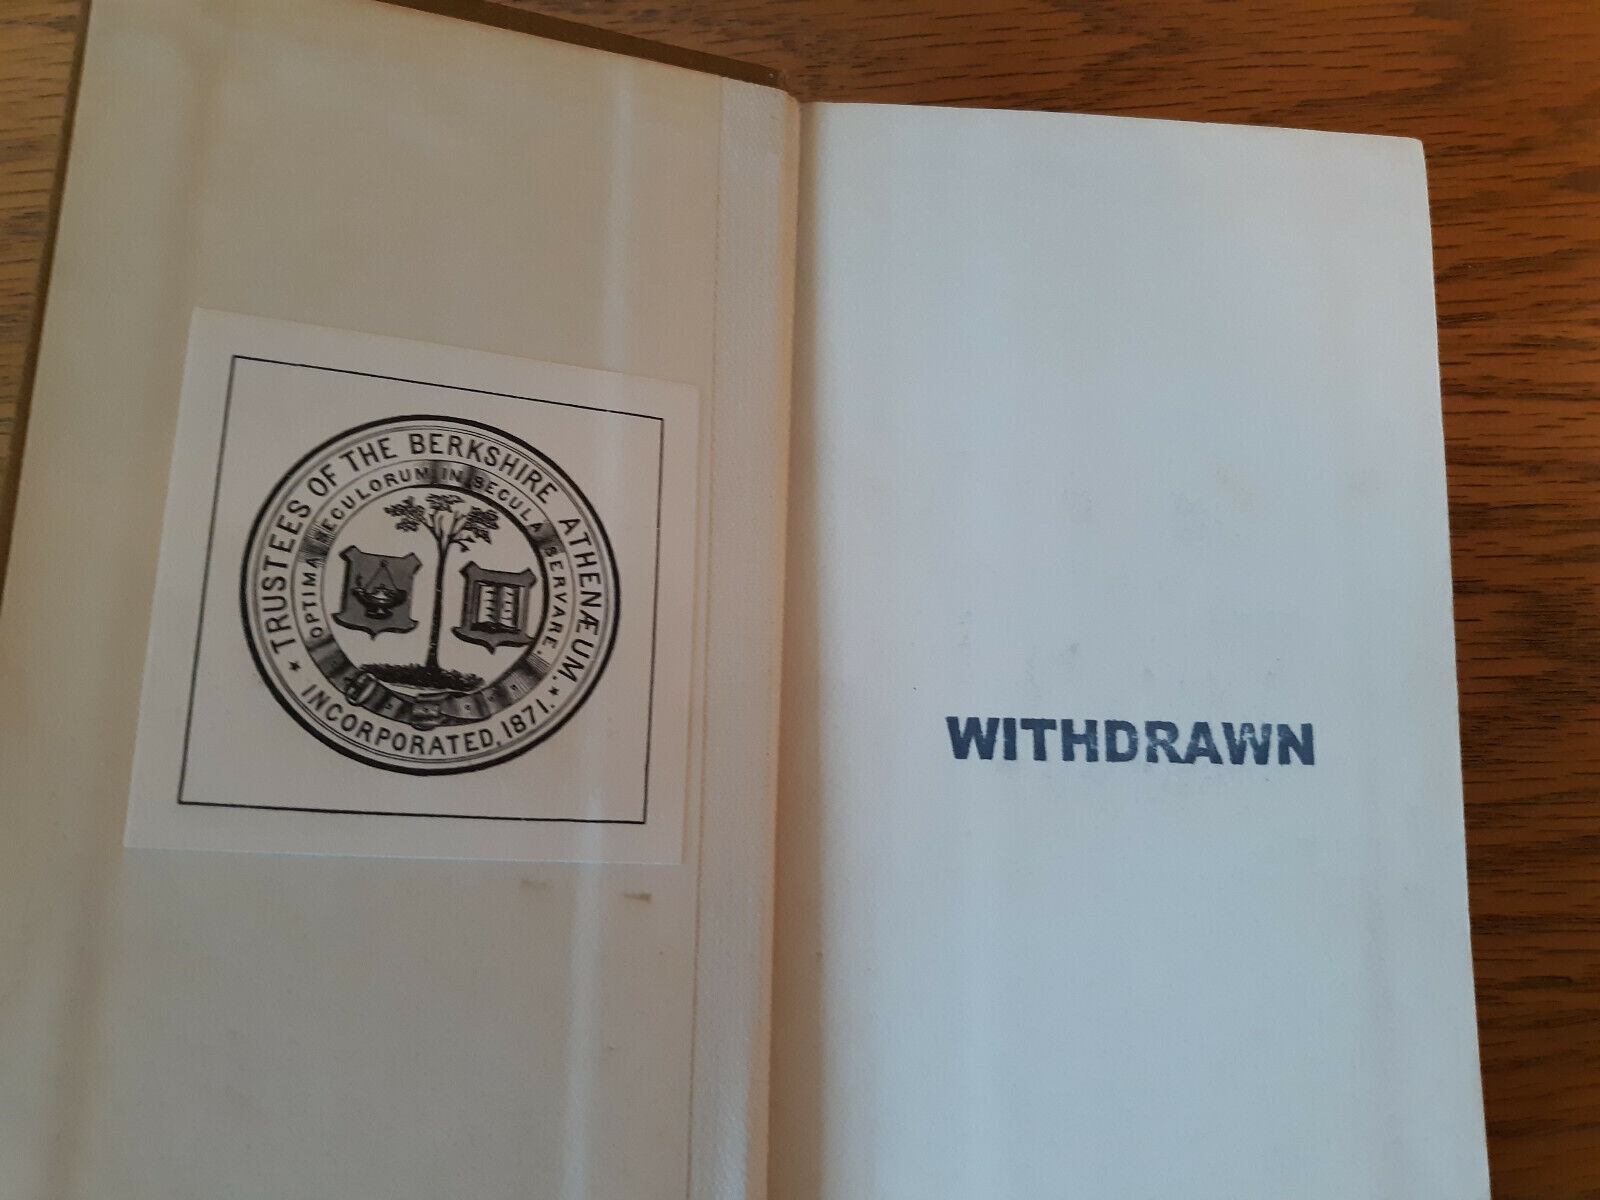 TRUSTEES OF THE BERKSHIRE ATHENÆUM.
INCORPORATED, 1871.
OPTIMA SECULORUM IN SECULA SERVARE.
WITHDRAWN